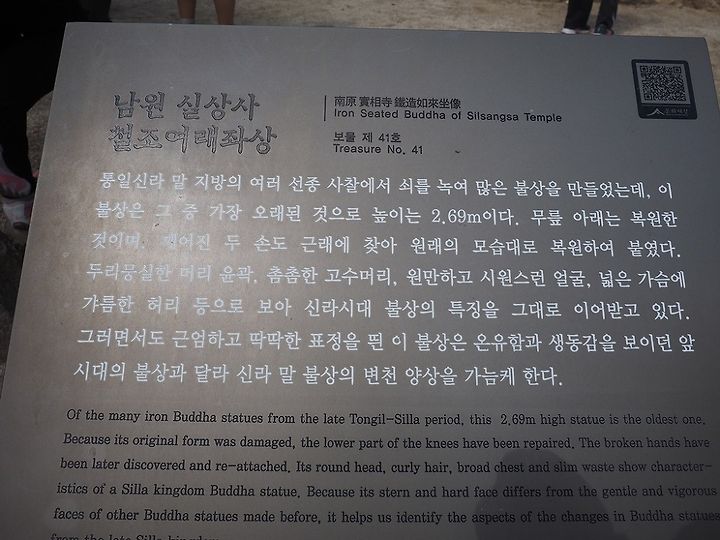 남원 실상사
철조여래좌상
南原 實相寺 鐵造如來坐像
Iron Seated Buddha of Silsangsa Temple
보물 제 41호
Treasure No. 41
문화재청
통일신라 말 지방의 여러 선종 사찰에서 쇠를 녹여 많은 불상을 만들었는데, 이
불상은 그 중 가장 오래된 것으로 높이는 2.69m이다. 무릎 아래는 복원한
것이며, 떨어진 두 손도 근래에 찾아 원래의 모습대로 복원하여 붙였다.
두리뭉실한 머리 윤곽, 촘촘한 고수머리, 원만하고 시원스런 얼굴, 넓은 가슴에
갸름한 허리 등으로 보아 신라시대 불상의 특징을 그대로 이어받고 있다.
그러면서도 근엄하고 딱딱한 표정을 띈 이 불상은 온유함과 생동감을 보이던 앞
시대의 불상과 달라 신라 말 불상의 변천 양상을 가늠케 한다.
Of the many iron Buddha statues from the late Tongil-Silla period, this 2,69m high statue is the oldest one.
Because its original form was damaged, the lower part of the knees have been repaired. The broken hands have
been later discovered and re-attached. Its round head, curly hair, broad chest and slim waste show character-
istics of a Silla kingdom Buddha statue. Because its stern and hard face differs from the gentle and vigorous
faces of other Buddha statues made before, it helps us identify the aspects of the changes in Buddha statues
from the late Silla kingdom